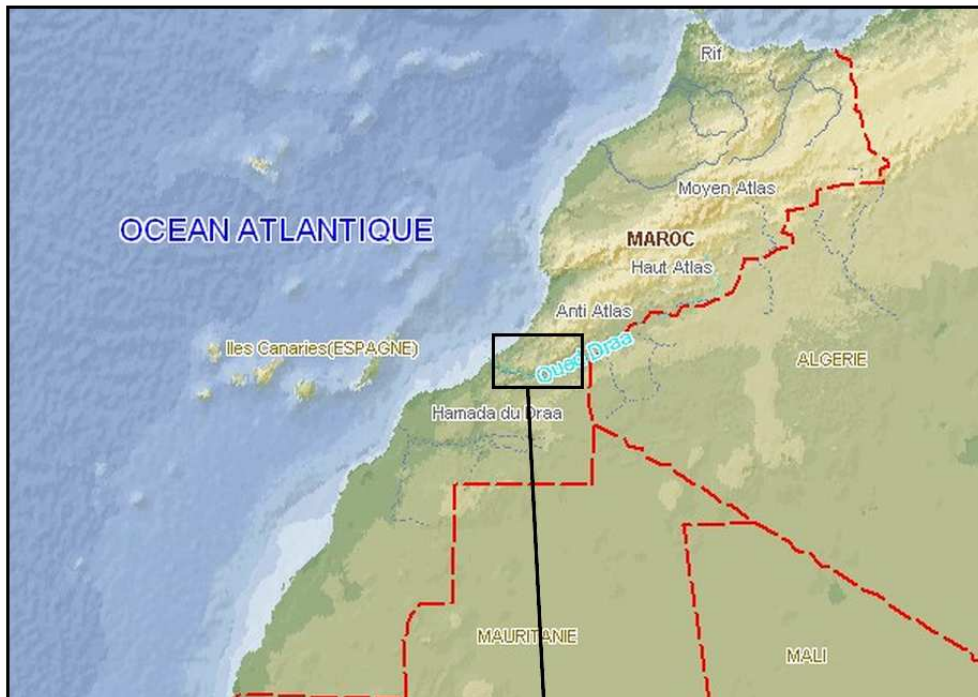 Rif
Moyen Atlas
OCEAN ATLANTIQUE
MAROC
Haut Atlas
Anti Atlas
Oued Draa
Iles Canaries(ESPAGNE)
ALGERIE
Hamada du Draa
MAURITANIE
MALI